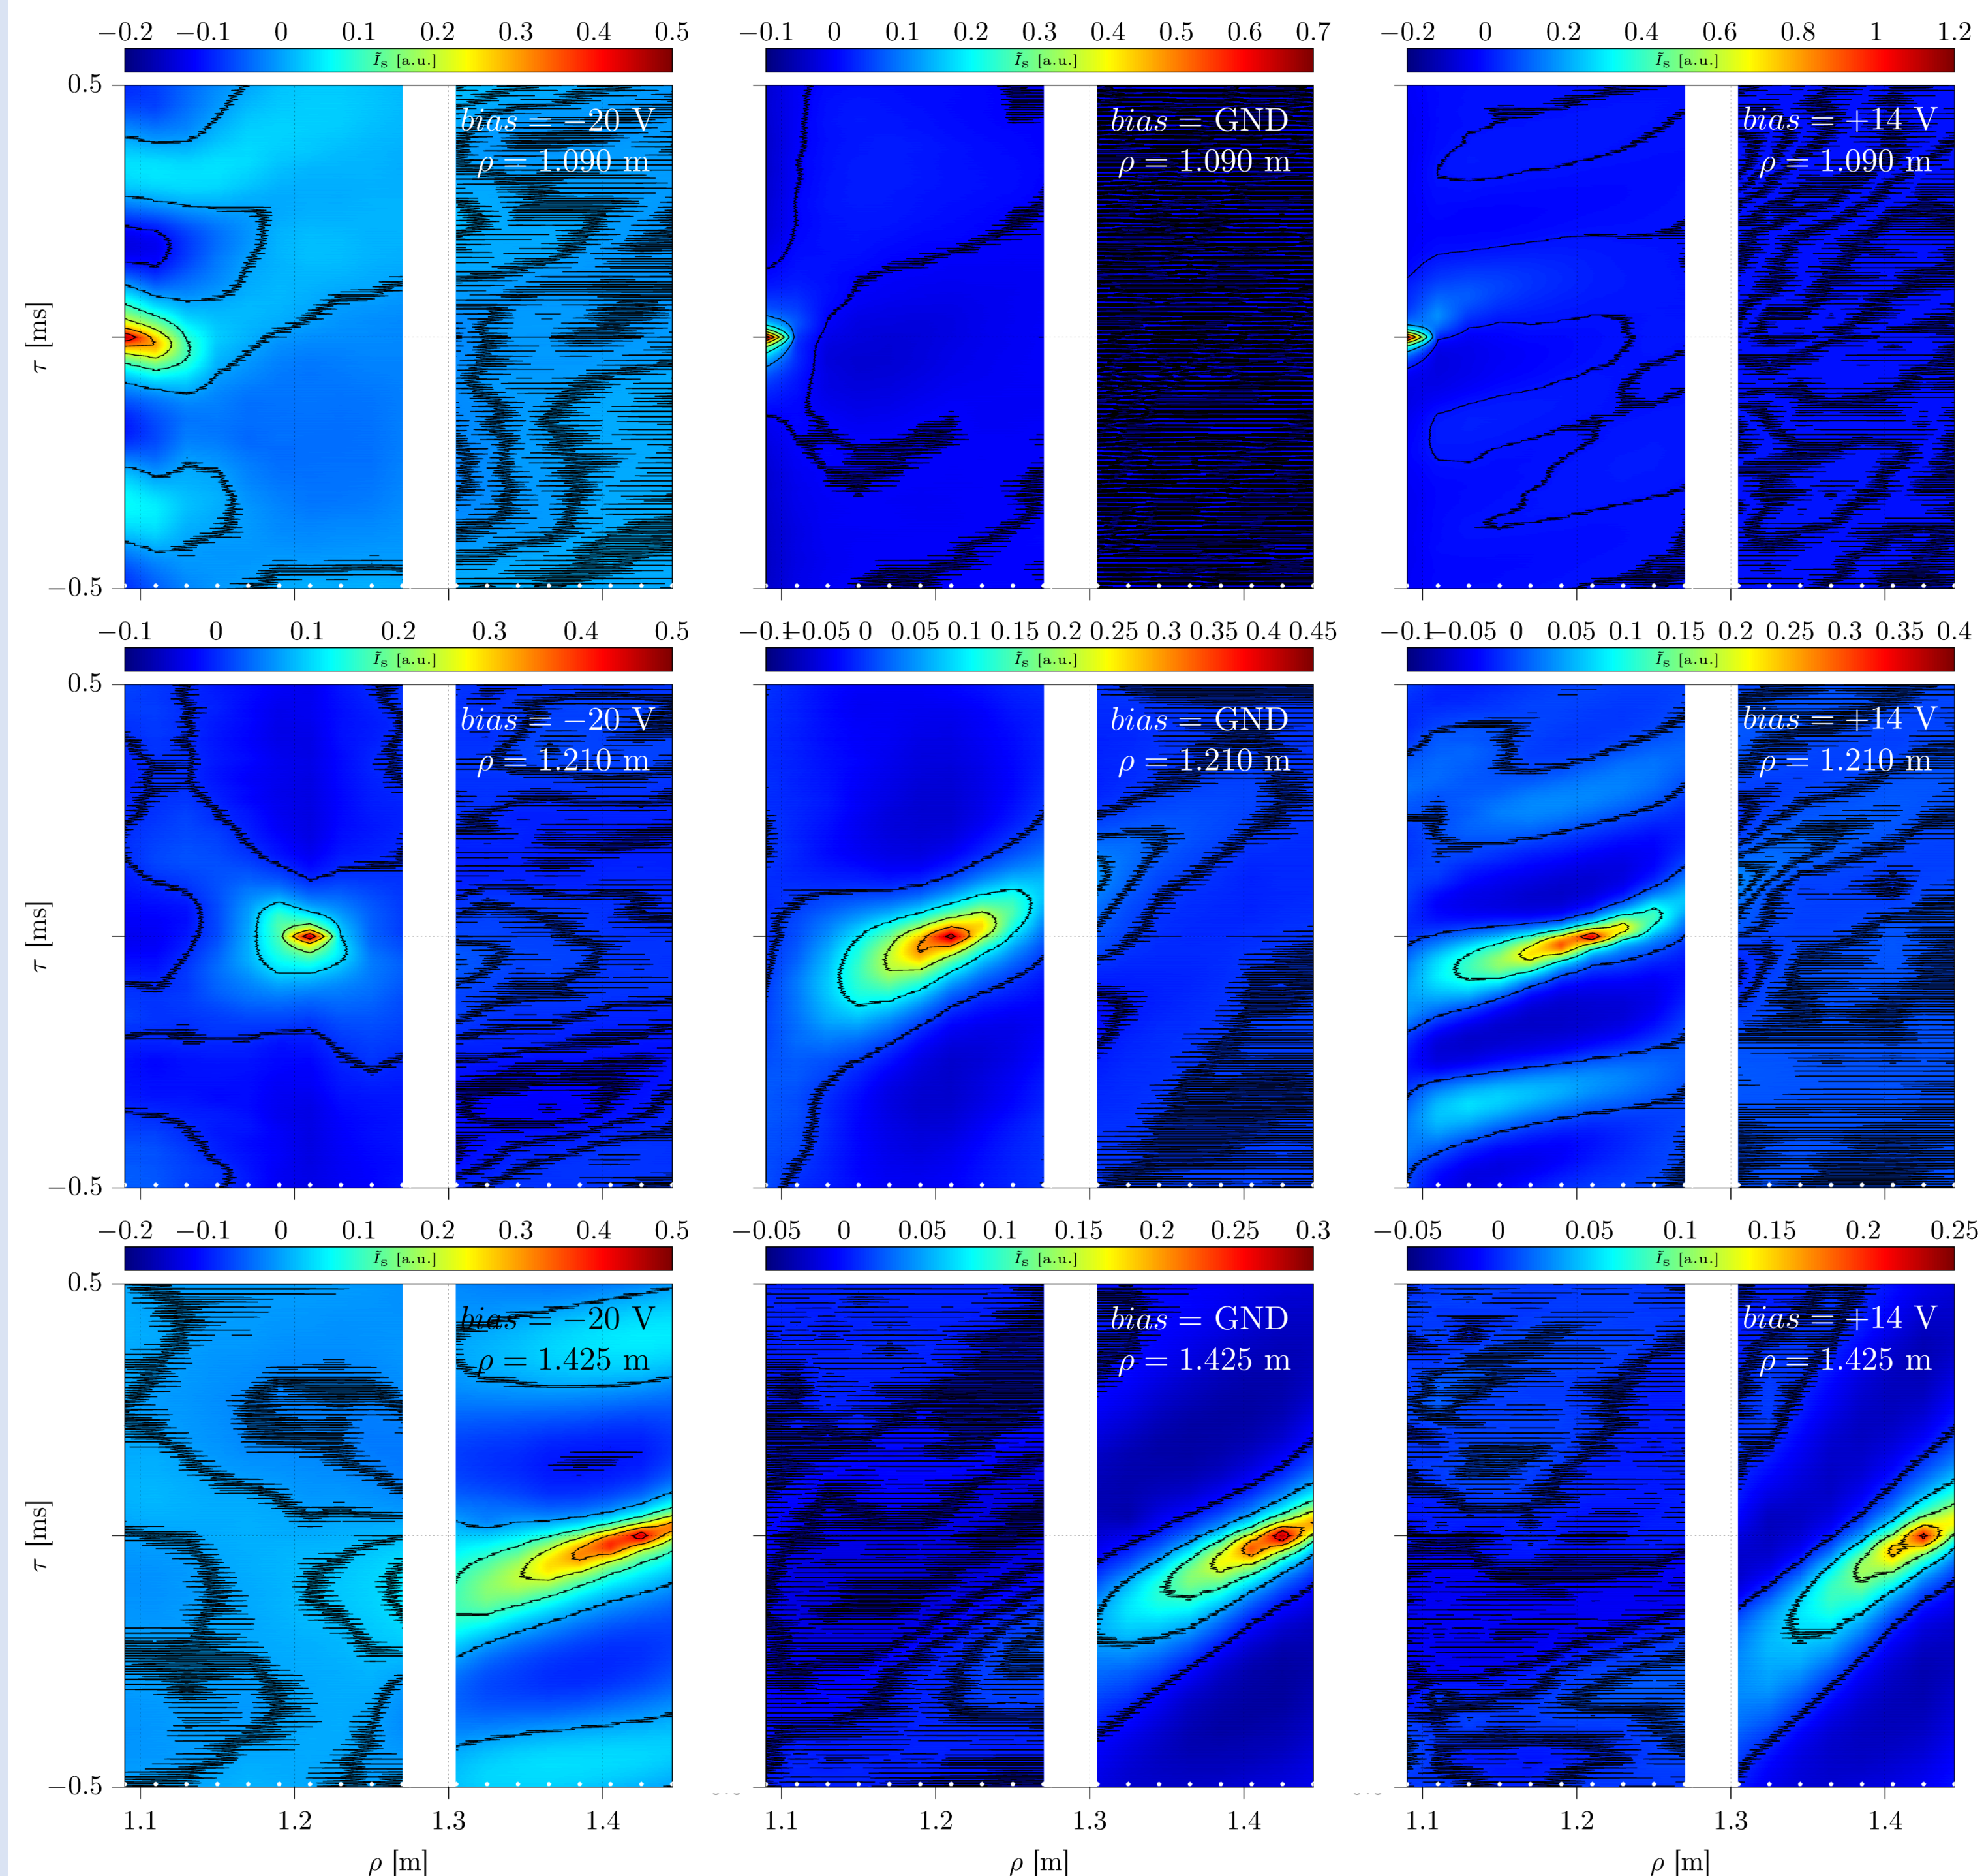 −0.2 −0.1 0 0.1 0.2 0.3 0.4 0.5
Ĩ_S [a.u.]
−0.1 0 0.1 0.2 0.3 0.4 0.5 0.6 0.7
Ĩ_S [a.u.]
−0.2 0 0.2 0.4 0.6 0.8 1 1.2
Ĩ_S [a.u.]
0.5
τ [ms]
−0.5
bias = −20 V
ρ = 1.090 m
bias = GND
ρ = 1.090 m
bias = +14 V
ρ = 1.090 m
−0.1 0 0.1 0.2 0.3 0.4 0.5
Ĩ_S [a.u.]
−0.1 −0.05 0 0.05 0.1 0.15 0.2 0.25 0.3 0.35 0.4 0.45
Ĩ_S [a.u.]
−0.1 −0.05 0 0.05 0.1 0.15 0.2 0.25 0.3 0.35 0.4
Ĩ_S [a.u.]
0.5
τ [ms]
−0.5
bias = −20 V
ρ = 1.210 m
bias = GND
ρ = 1.210 m
bias = +14 V
ρ = 1.210 m
−0.2 −0.1 0 0.1 0.2 0.3 0.4 0.5
Ĩ_S [a.u.]
−0.05 0 0.05 0.1 0.15 0.2 0.25 0.3
Ĩ_S [a.u.]
−0.05 0 0.05 0.1 0.15 0.2 0.25
Ĩ_S [a.u.]
0.5
τ [ms]
−0.5
bias = −20 V
ρ = 1.425 m
bias = GND
ρ = 1.425 m
bias = +14 V
ρ = 1.425 m
1.1 1.2 1.3 1.4
ρ [m]
1.1 1.2 1.3 1.4
ρ [m]
1.1 1.2 1.3 1.4
ρ [m]